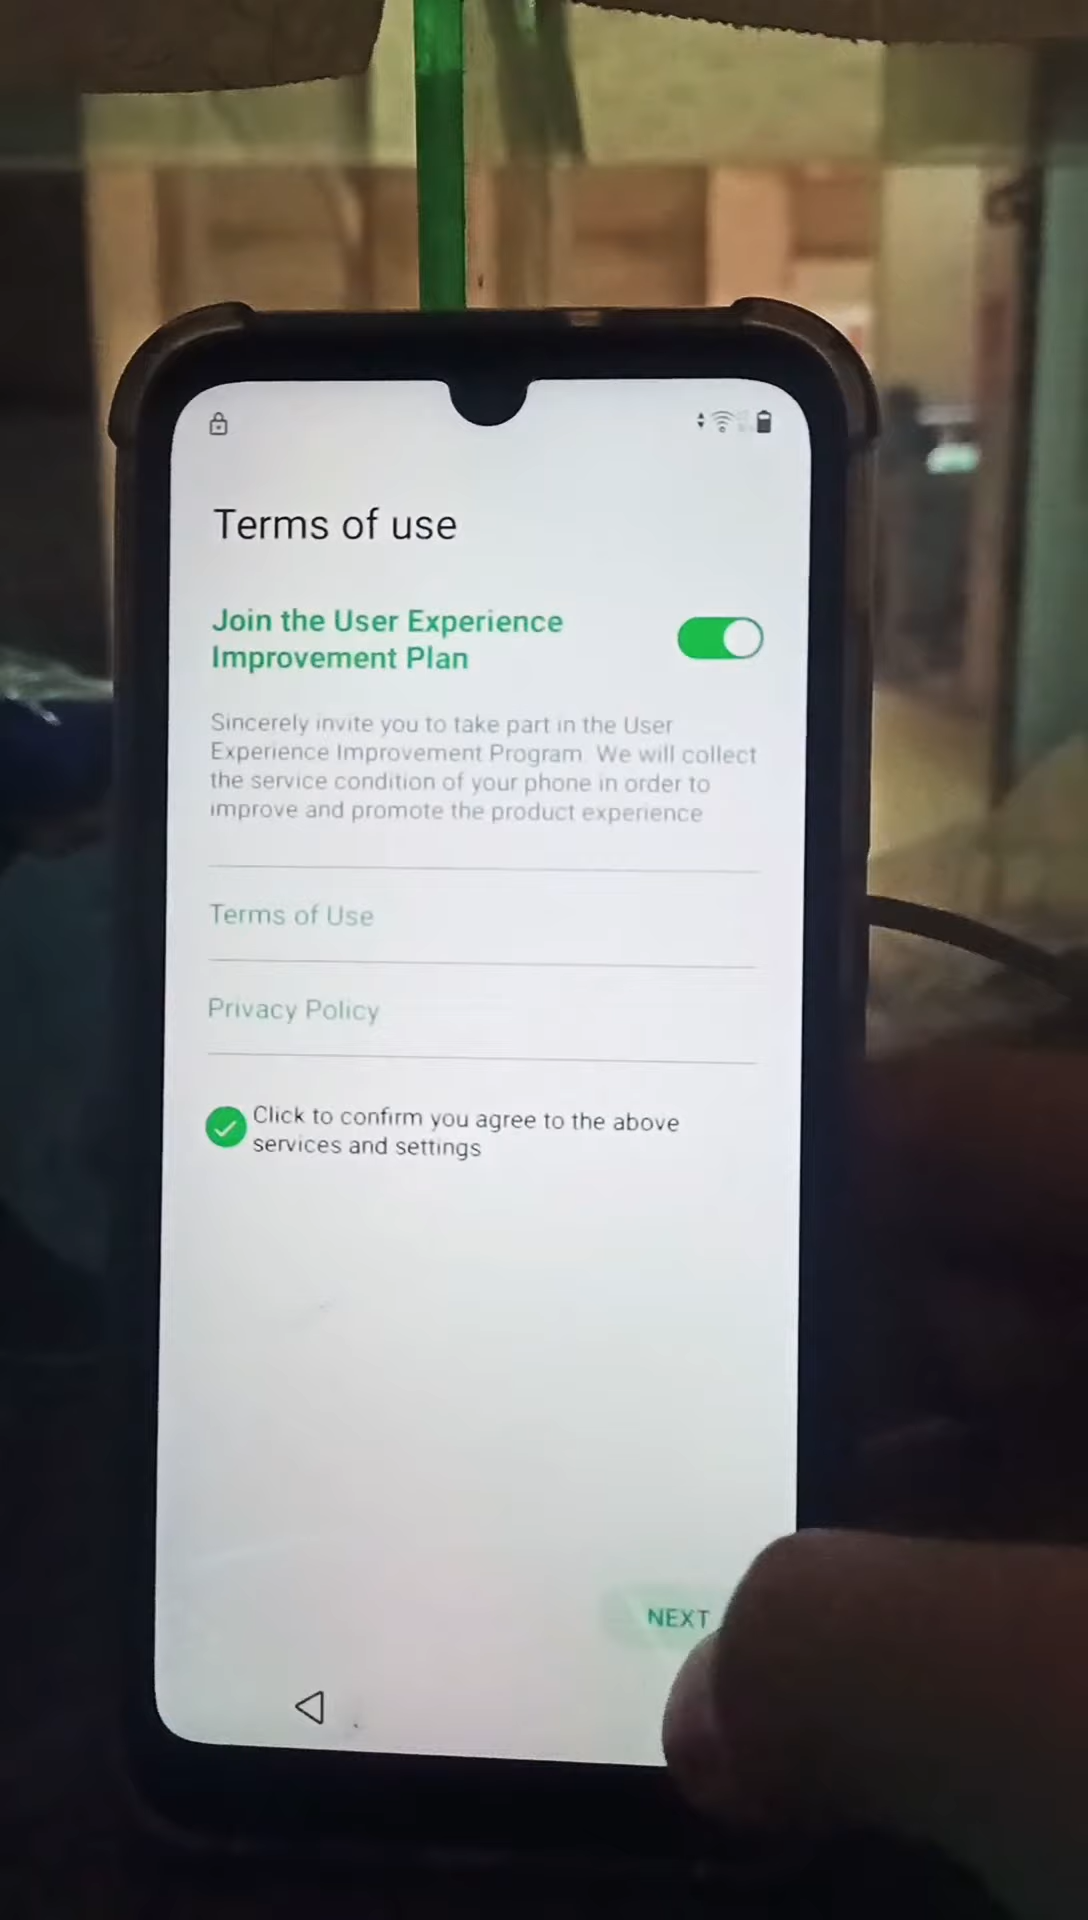 Terms of use
Join the User Experience
Improvement Plan
Sincerely invite you to take part in the User
Experience Improvement Program. We will collect
the service condition of your phone in order to
improve and promote the product experience
Terms of Use
Privacy Policy
Click to confirm you agree to the above
services and settings
NEXT